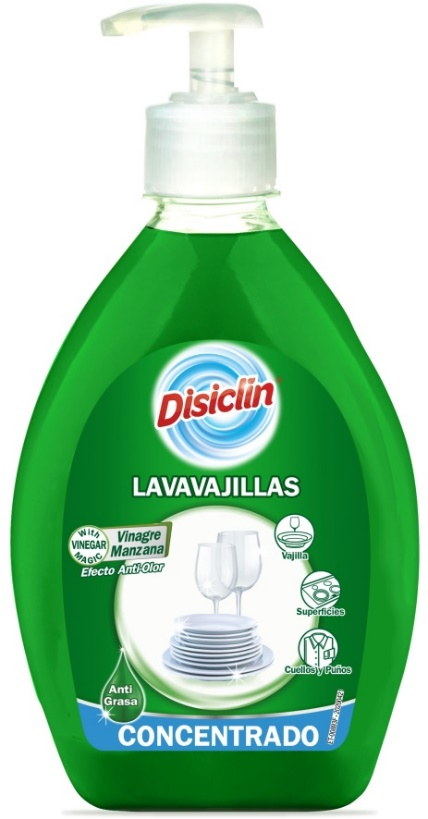 Disiclin
LAVAVAJILLAS
With
VINEGAR
MAGIC
Vinagre
Manzana
Efecto Anti-Olor
Vajilla
Superficies
Cuellos y Puños
Anti
Grasa
CONCENTRADO